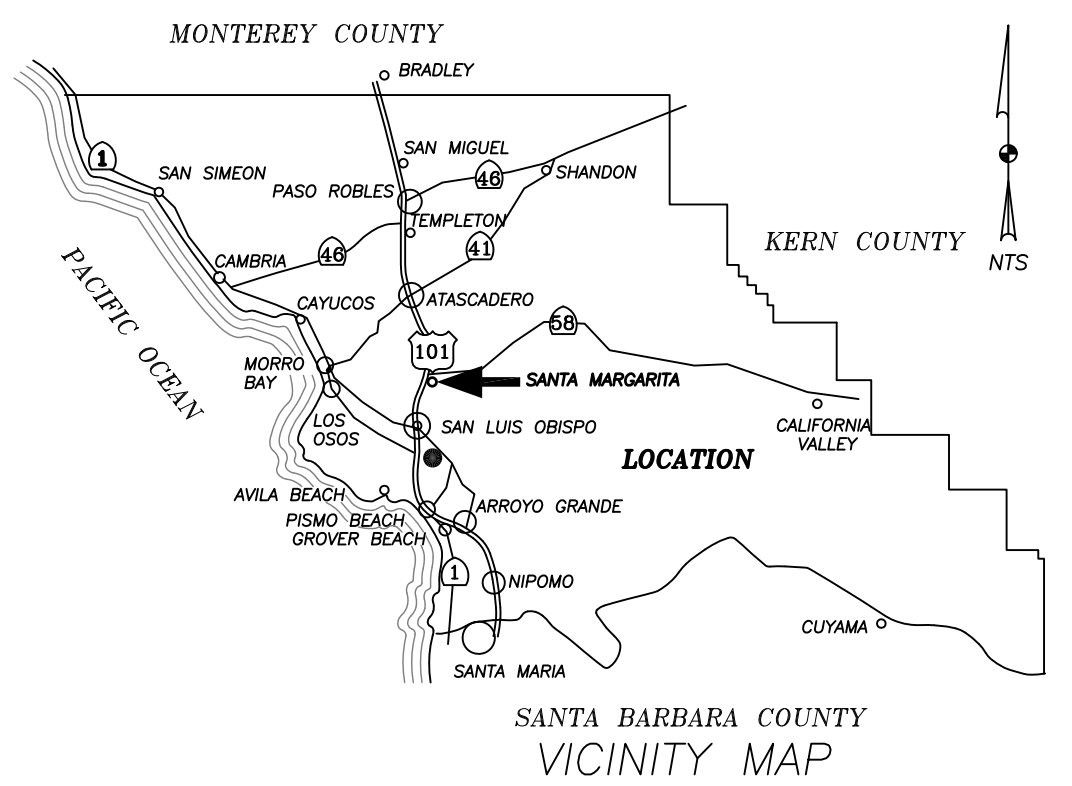 MONTEREY COUNTY
BRADLEY
1
SAN MIGUEL
SAN SIMEON
46
SHANDON
PASO ROBLES
TEMPLETON
46
41
KERN COUNTY
NTS
CAMBRIA
PACIFIC OCEAN
CAYUCOS
ATASCADERO
58
101
MORRO
BAY
SANTA MARGARITA
LOS
OSOS
SAN LUIS OBISPO
CALIFORNIA
VALLEY
LOCATION
AVILA BEACH
ARROYO GRANDE
PISMO BEACH
GROVER BEACH
1
NIPOMO
CUYAMA
SANTA MARIA
SANTA BARBARA COUNTY
VICINITY MAP